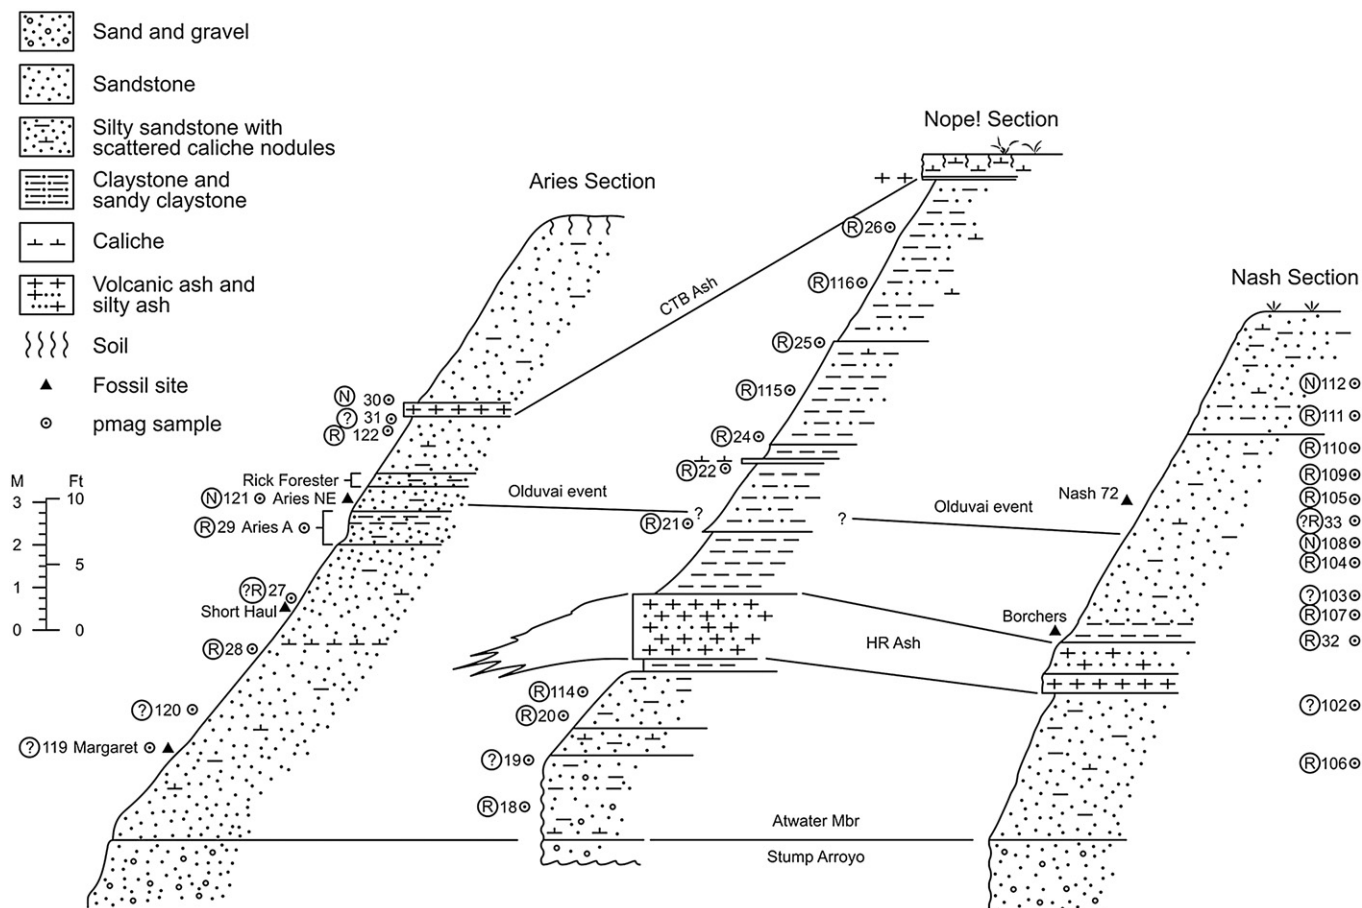 Sand and gravel
Sandstone
Silty sandstone with
scattered caliche nodules
Claystone and
sandy claystone
Caliche
Volcanic ash and
silty ash
Soil
Fossil site
pmag sample
M Ft
3 10
2
5
1
0 0
Aries Section
N 30
? 31
R 122
Rick Forester
N 121 Aries NE
R 29 Aries A
?R 27
Short Haul
R 28
? 120
? 119 Margaret
CTB Ash
Olduvai event
?
Nope! Section
R 26
R 116
R 25
R 115
R 24
R 22
R 21
R 114
R 20
? 19
R 18
?
Olduvai event
HR Ash
Atwater Mbr
Stump Arroyo
Nash Section
Nash 72
Borchers
N 112
R 111
R 110
R 109
R 105
?R 33
N 108
R 104
? 103
R 107
R 32
? 102
R 106